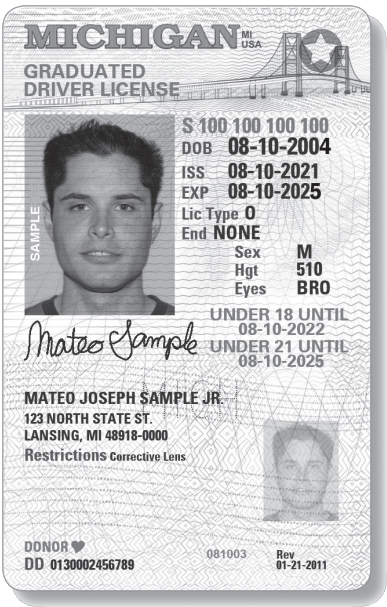 MICHIGAN MI USA
GRADUATED
DRIVER LICENSE
S 100 100 100 100
DOB 08-10-2004
ISS 08-10-2021
EXP 08-10-2025
Lic Type O
End NONE
Sex M
Hgt 510
Eyes BRO
SAMPLE
UNDER 18 UNTIL
08-10-2022
Mateo Sample
UNDER 21 UNTIL
08-10-2025
MICH
MATEO JOSEPH SAMPLE JR.
123 NORTH STATE ST.
LANSING, MI 48918-0000
Restrictions Corrective Lens
DONOR
DD 0130002456789
081003
Rev
01-21-2011